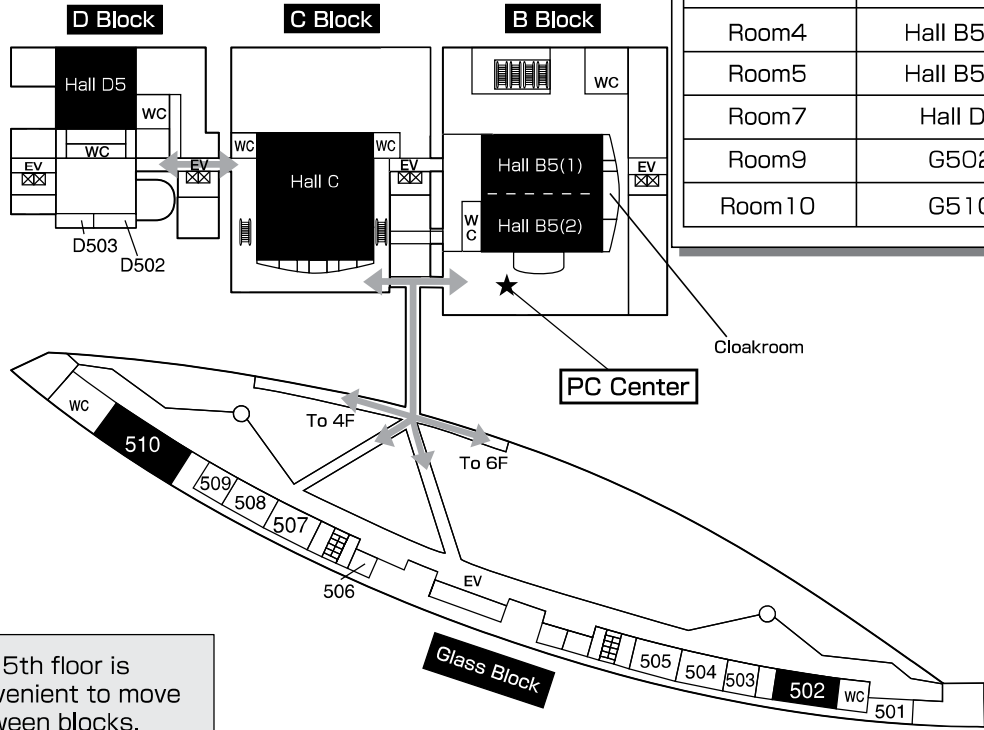 D Block
C Block
B Block
Room4 Hall B5
Room5 Hall B5
Room7 Hall D
Room9 G502
Room10 G510
Hall D5
WC
WC
EV
EV
D503
D502
WC
Hall C
WC
EV
WC
Hall B5(1)
Hall B5(2)
WC
EV
Cloakroom
PC Center
To 4F
To 6F
WC
510
509
508
507
506
EV
505
504
503
502
WC
501
Glass Block
5th floor is
venient to move
ween blocks.